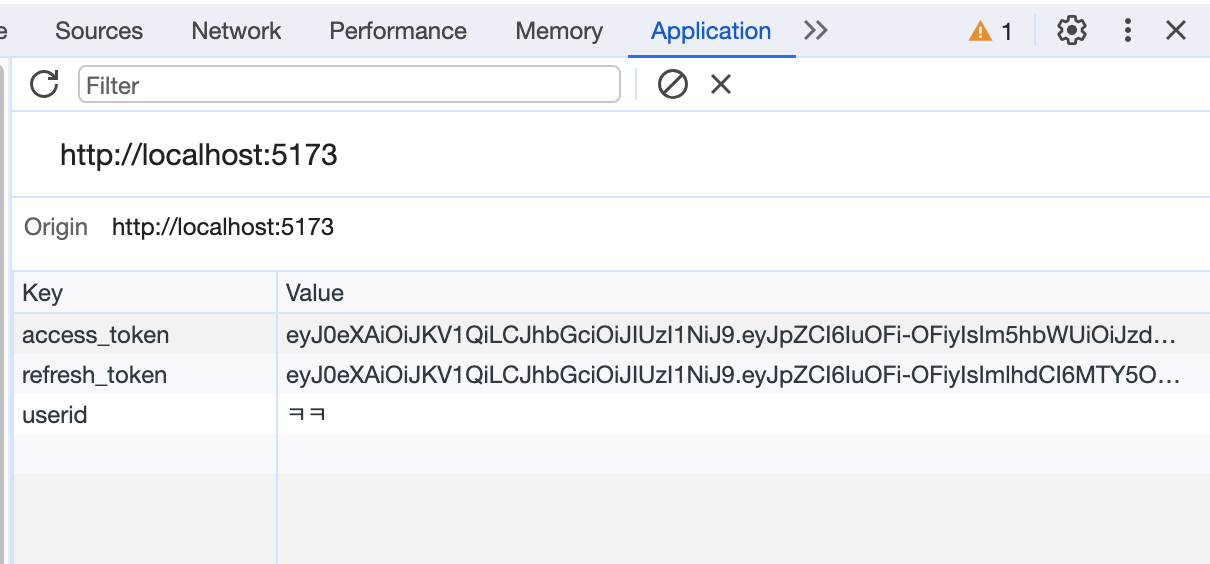 e Sources Network Performance Memory Application 1
Filter
http://localhost:5173
Origin http://localhost:5173
Key Value
access_token eyJ0eXAiOiJKV1QiLCJhbGciOiJIUzI1NiJ9.eyJpZCI6IuOFi-OFiyIsIm5hbWUiOiJzd…
refresh_token eyJ0eXAiOiJKV1QiLCJhbGciOiJIUzI1NiJ9.eyJpZCI6IuOFi-OFiyIsImlhdCI6MTY5O…
userid ㅋㅋ